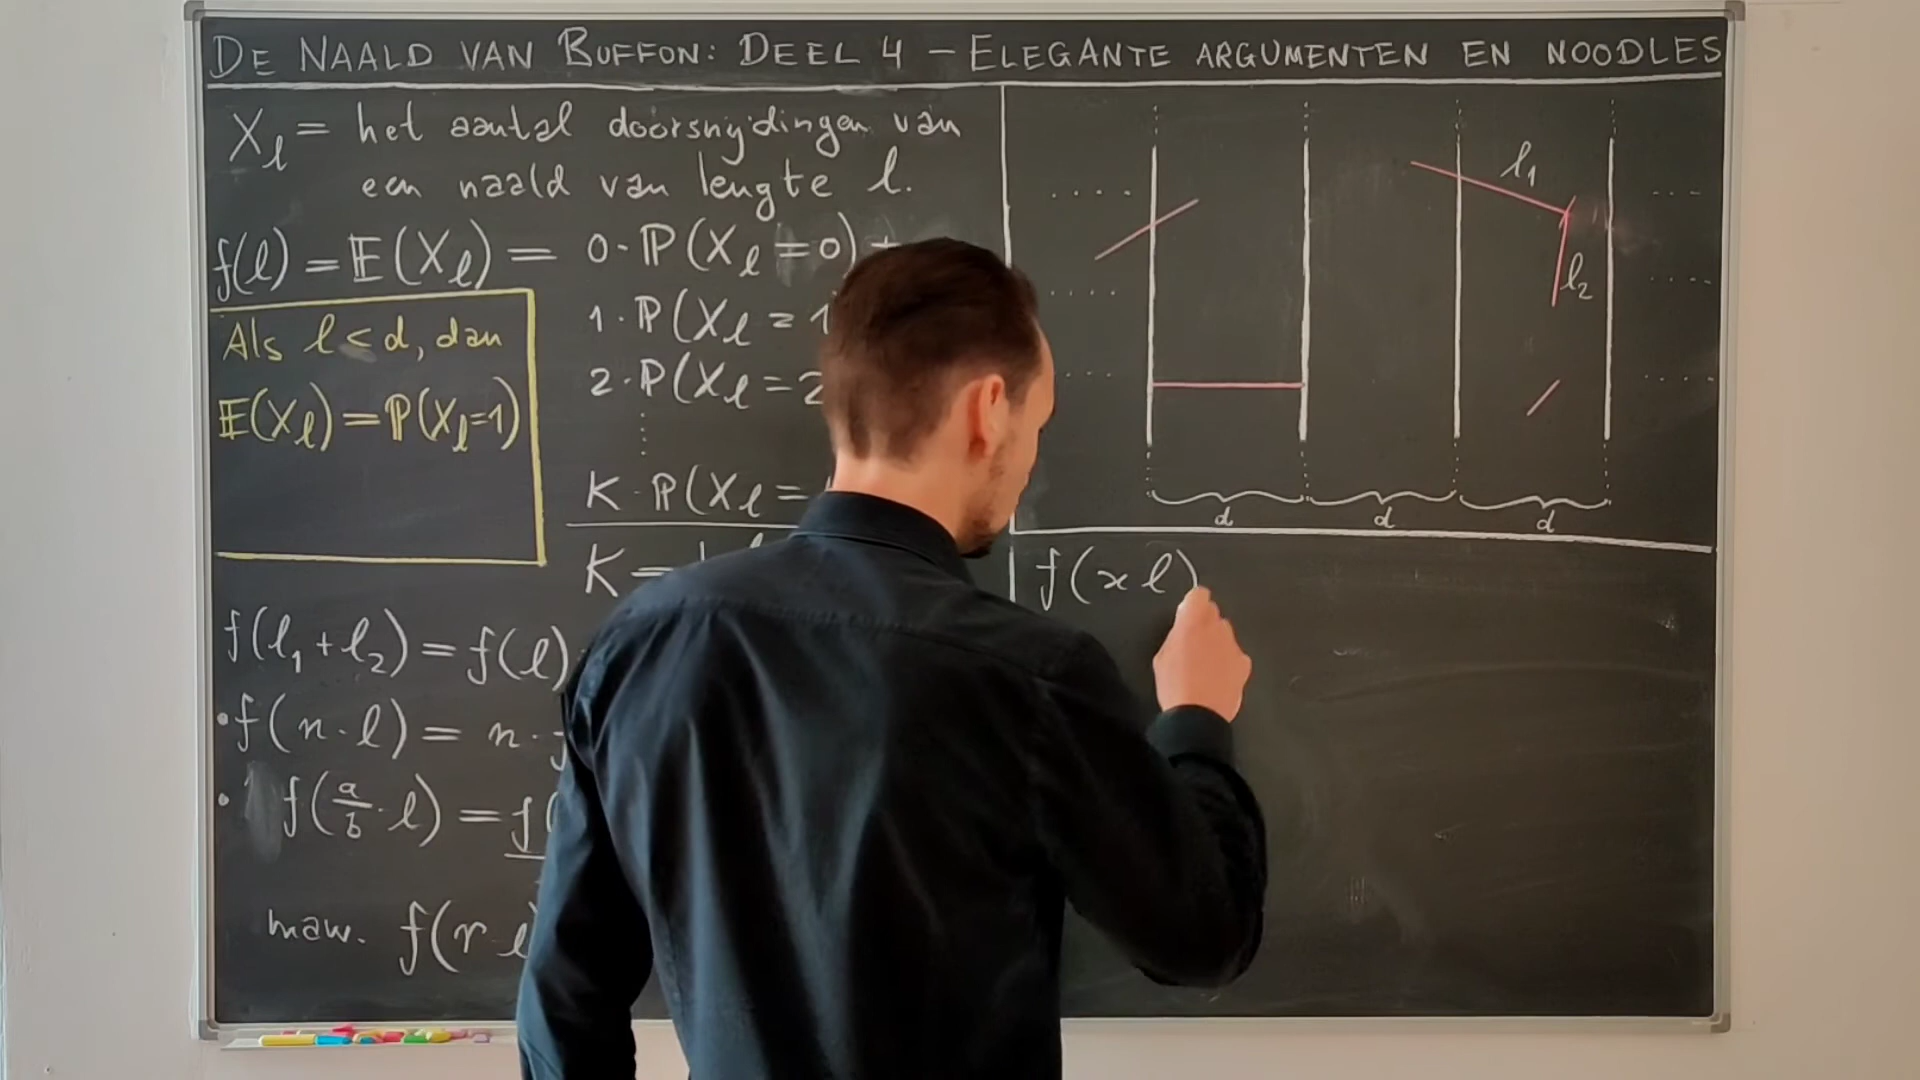 DE NAALD VAN BUFFON: DEEL 4 – ELEGANTE ARGUMENTEN EN NOODLES
Xₗ = het aantal doorsnijdingen van
een naald van lengte ℓ.
f(ℓ) = 𝔼(Xₗ) = 0·ℙ(Xₗ=0)+
1·ℙ(Xₗ=1
2·ℙ(Xₗ=2
⋮
K·ℙ(Xₗ=
K=
Als ℓ<d, dan
𝔼(Xₗ)=ℙ(Xₗ=1)
f(ℓ₁+ℓ₂)=f(ℓ)
•f(n·ℓ)= n·
• f(a/b·ℓ)=f(
maw. f(r ℓ
ℓ₁
ℓ₂
d d d
f(xℓ)